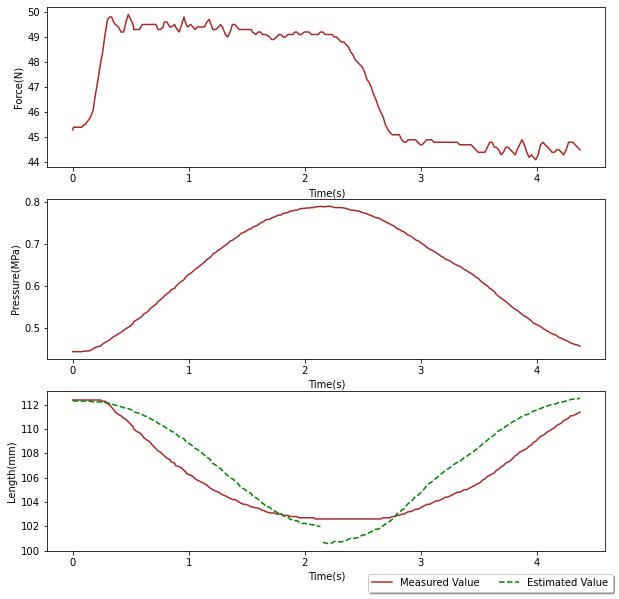 50
49
48
47
46
45
44
Force(N)
0 1 2 3 4
Time(s)
0.8
0.7
0.6
0.5
Pressure(MPa)
0 1 2 3 4
Time(s)
112
110
108
106
104
102
100
Length(mm)
0 1 2 3 4
Time(s)
Measured Value Estimated Value